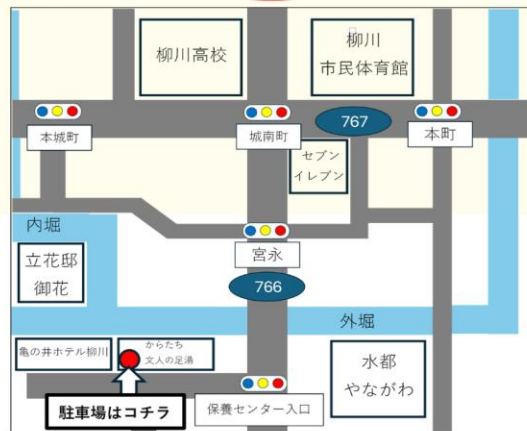 柳川高校
柳川
市民体育館
本城町
城南町
767
本町
セブン
イレブン
内堀
宮永
立花邸
御花
766
外堀
亀の井ホテル柳川
からたち
文人の足湯
水都
やながわ
駐車場はコチラ
保養センター入口